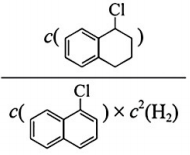 Cl
c( )
Cl
c( ) × c²(H₂)